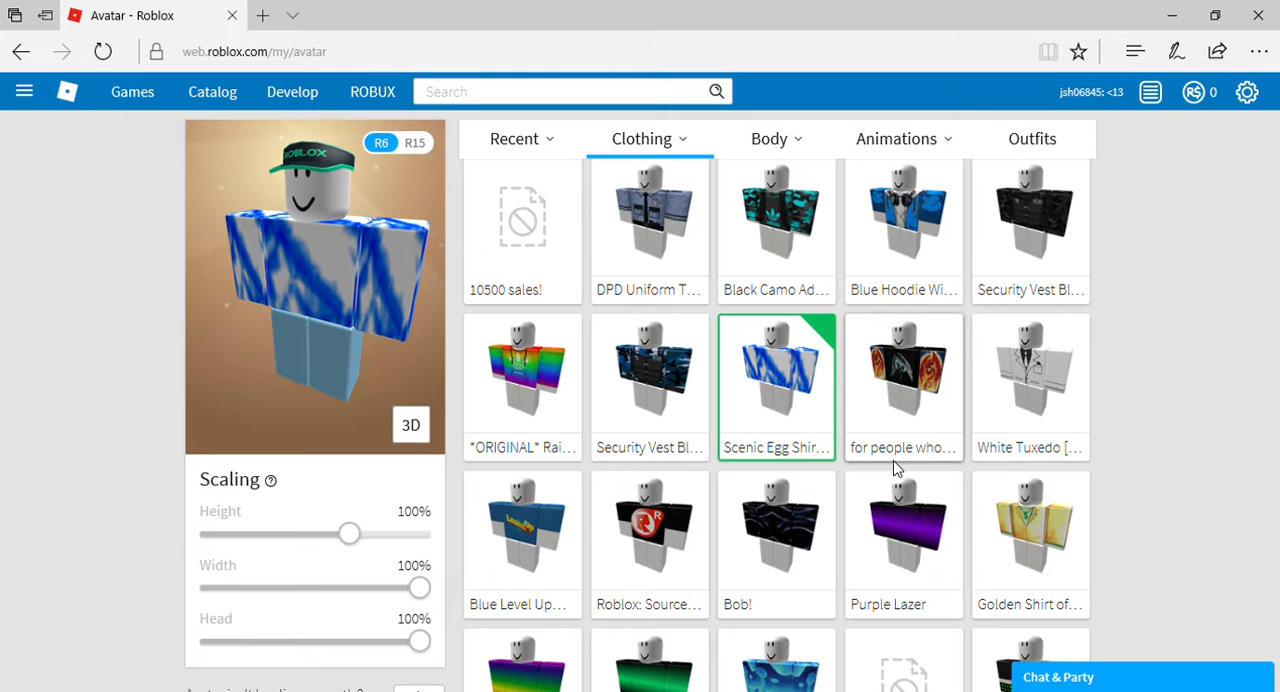 Avatar - Roblox
web.roblox.com/my/avatar
Games
Catalog
Develop
ROBUX
Search
jsh06845: <13
R$ 0
ROBLOX
R6
R15
3D
Recent
Clothing
Body
Animations
Outfits
10500 sales!
DPD Uniform T...
Black Camo Ad...
Blue Hoodie Wi...
Security Vest Bl...
*ORIGINAL* Rai...
Security Vest Bl...
Scenic Egg Shir...
for people who...
White Tuxedo [...
Scaling
Height 100%
Width 100%
Head 100%
LEVEL UP
R
Blue Level Up...
Roblox: Source...
Bob!
Purple Lazer
Golden Shirt of...
Chat & Party